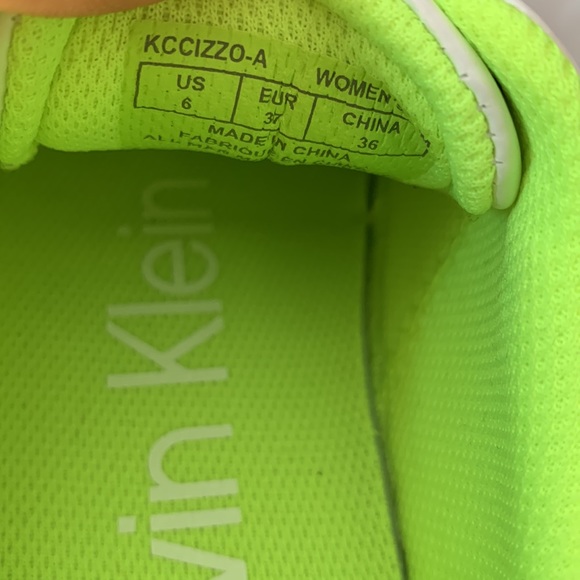 KCCIZZO-A WOMEN'S
US EUR CHINA
6 37 36
MADE IN CHINA
vin Klein